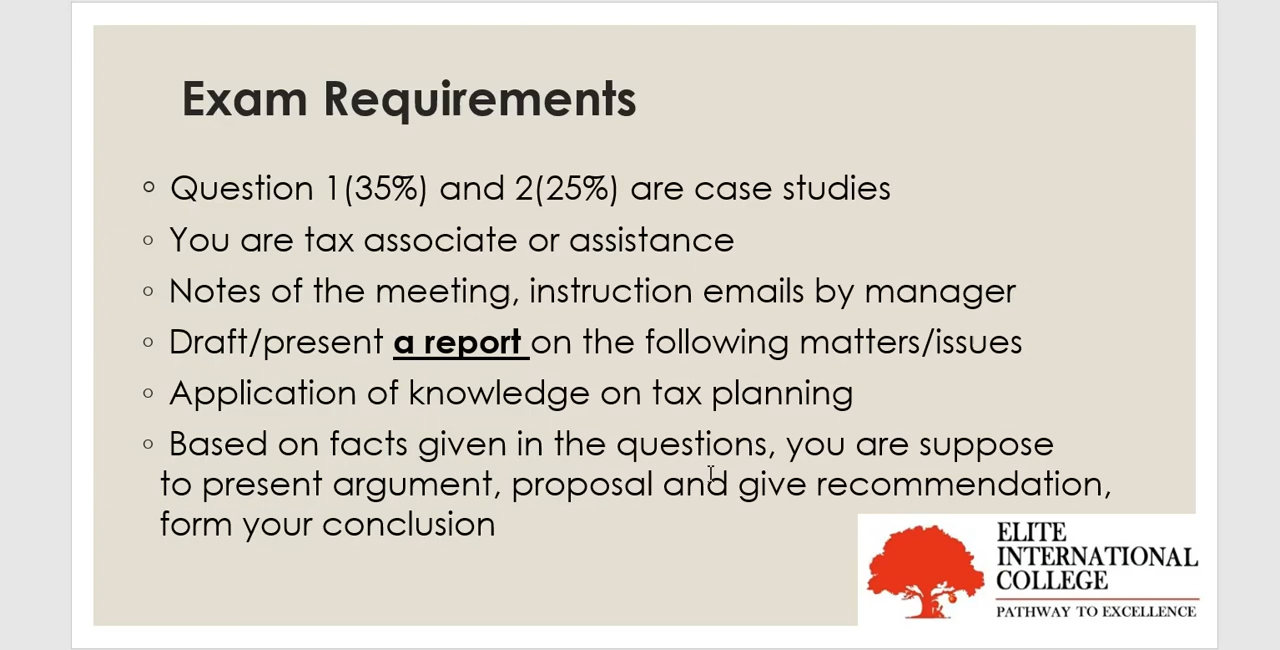 Exam Requirements
◦ Question 1(35%) and 2(25%) are case studies
◦ You are tax associate or assistance
◦ Notes of the meeting, instruction emails by manager
◦ Draft/present a report on the following matters/issues
◦ Application of knowledge on tax planning
◦ Based on facts given in the questions, you are suppose
to present argument, proposal and give recommendation,
form your conclusion
ELITE
INTERNATIONAL
COLLEGE
PATHWAY TO EXCELLENCE